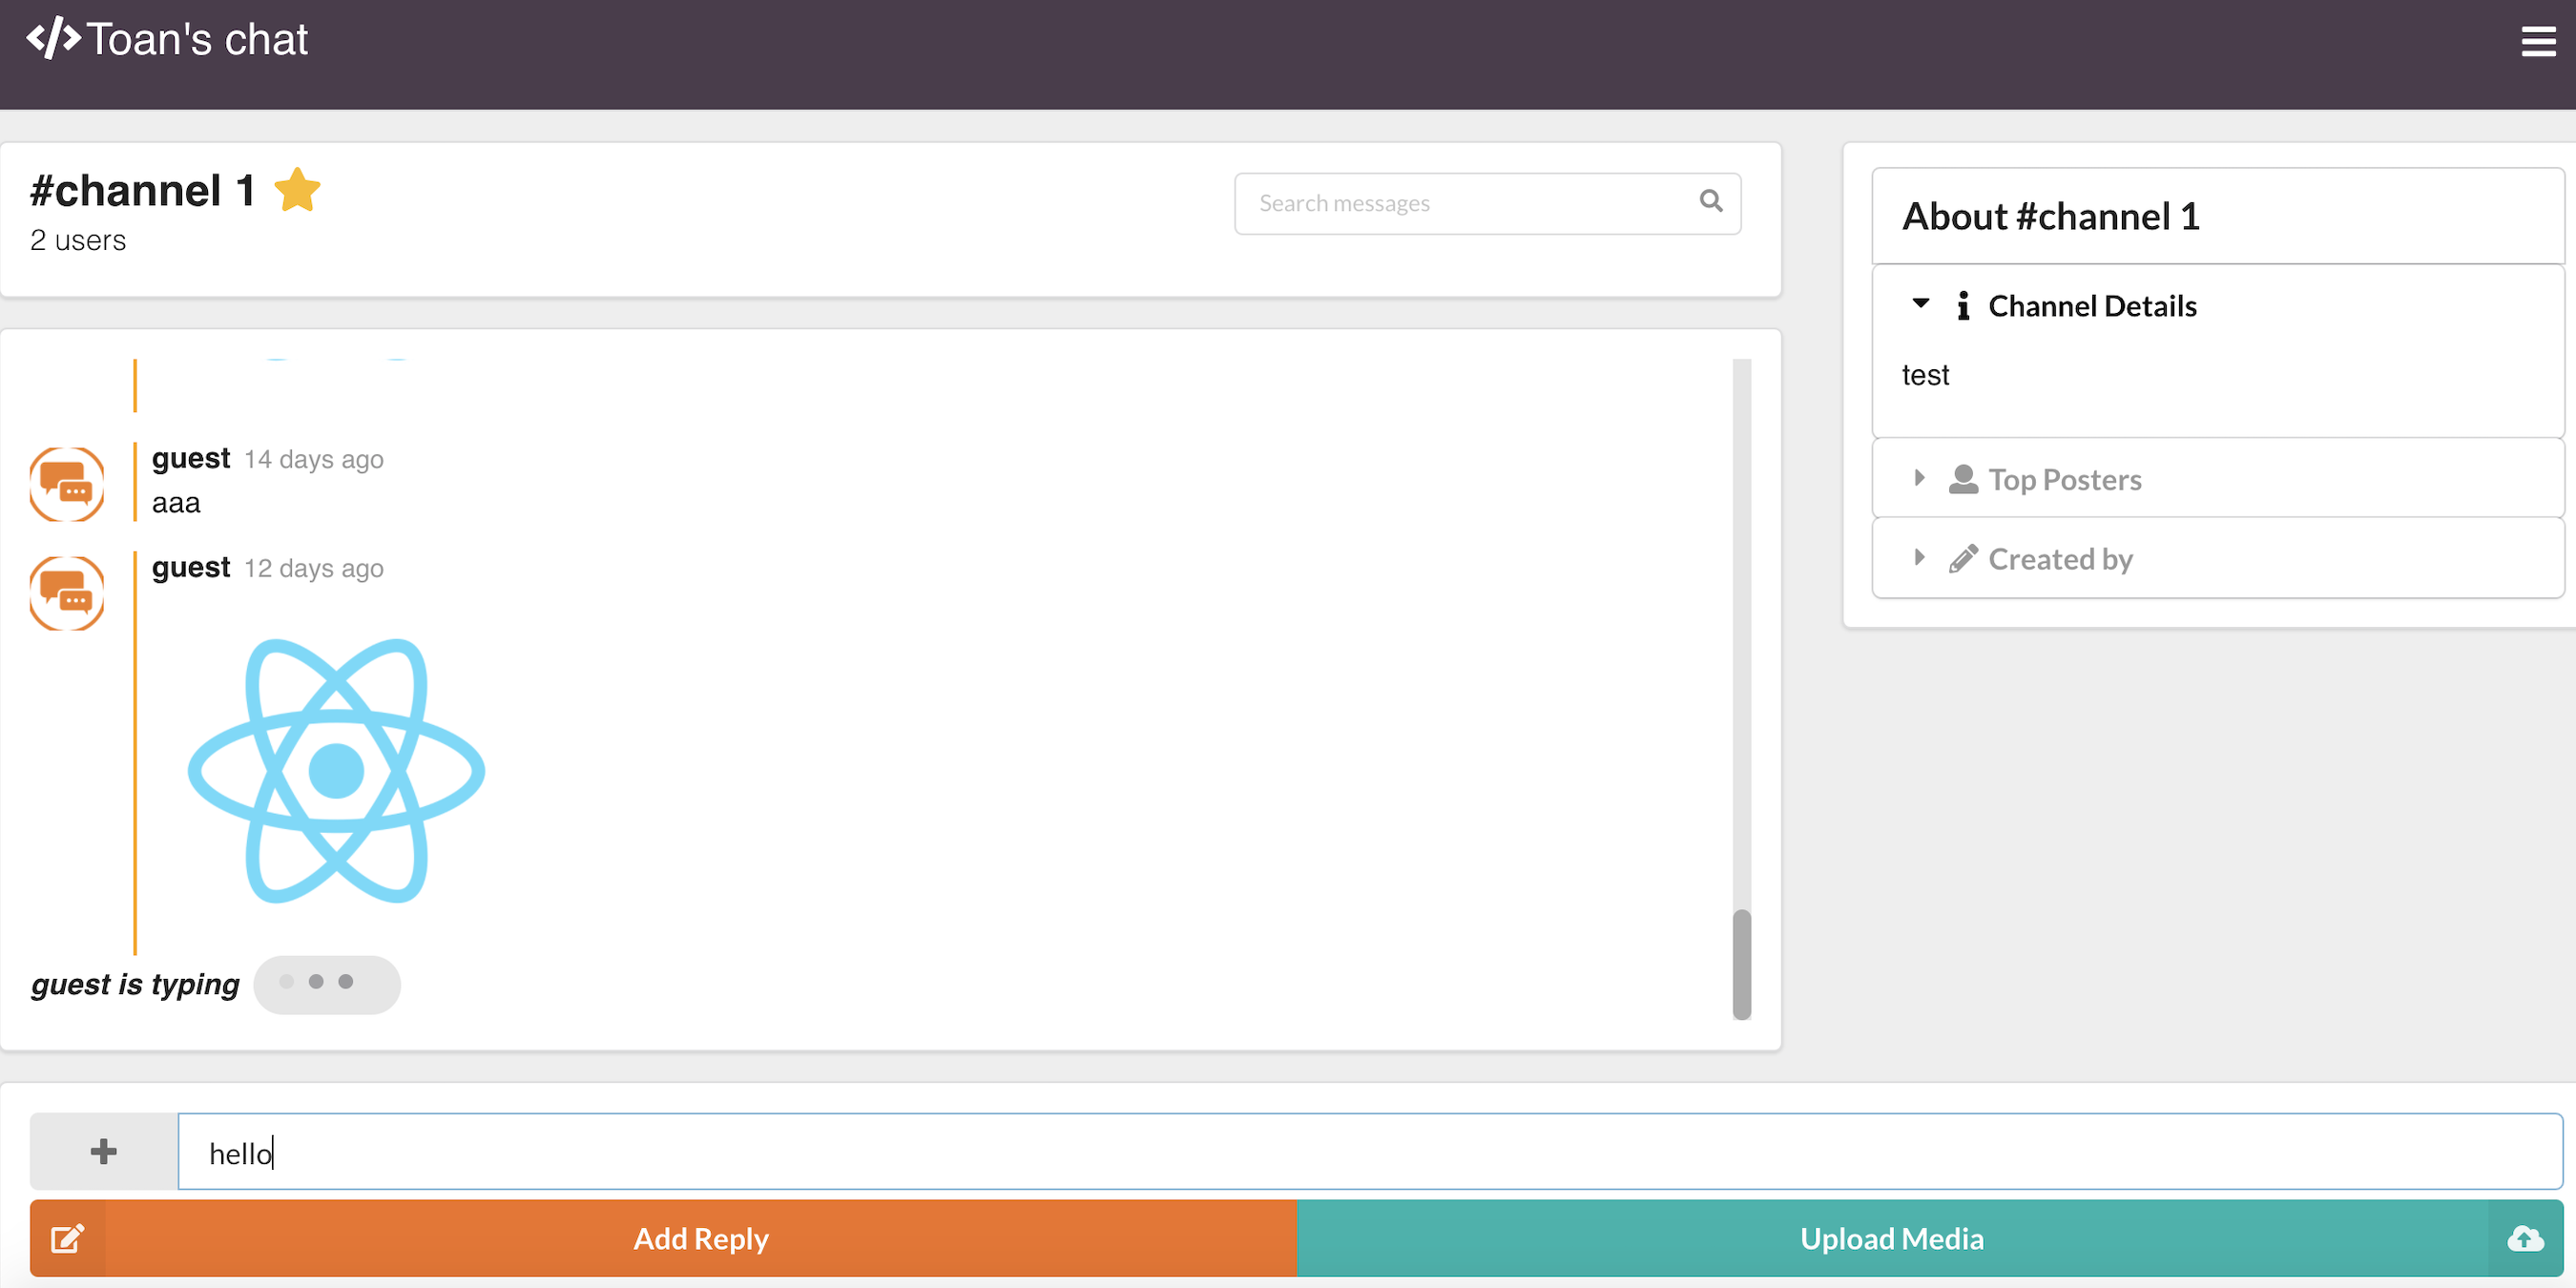 </>Toan's chat
#channel 1
2 users
Search messages
guest 14 days ago
aaa
guest 12 days ago
guest is typing
hello
Add Reply
Upload Media
About #channel 1
Channel Details
test
Top Posters
Created by